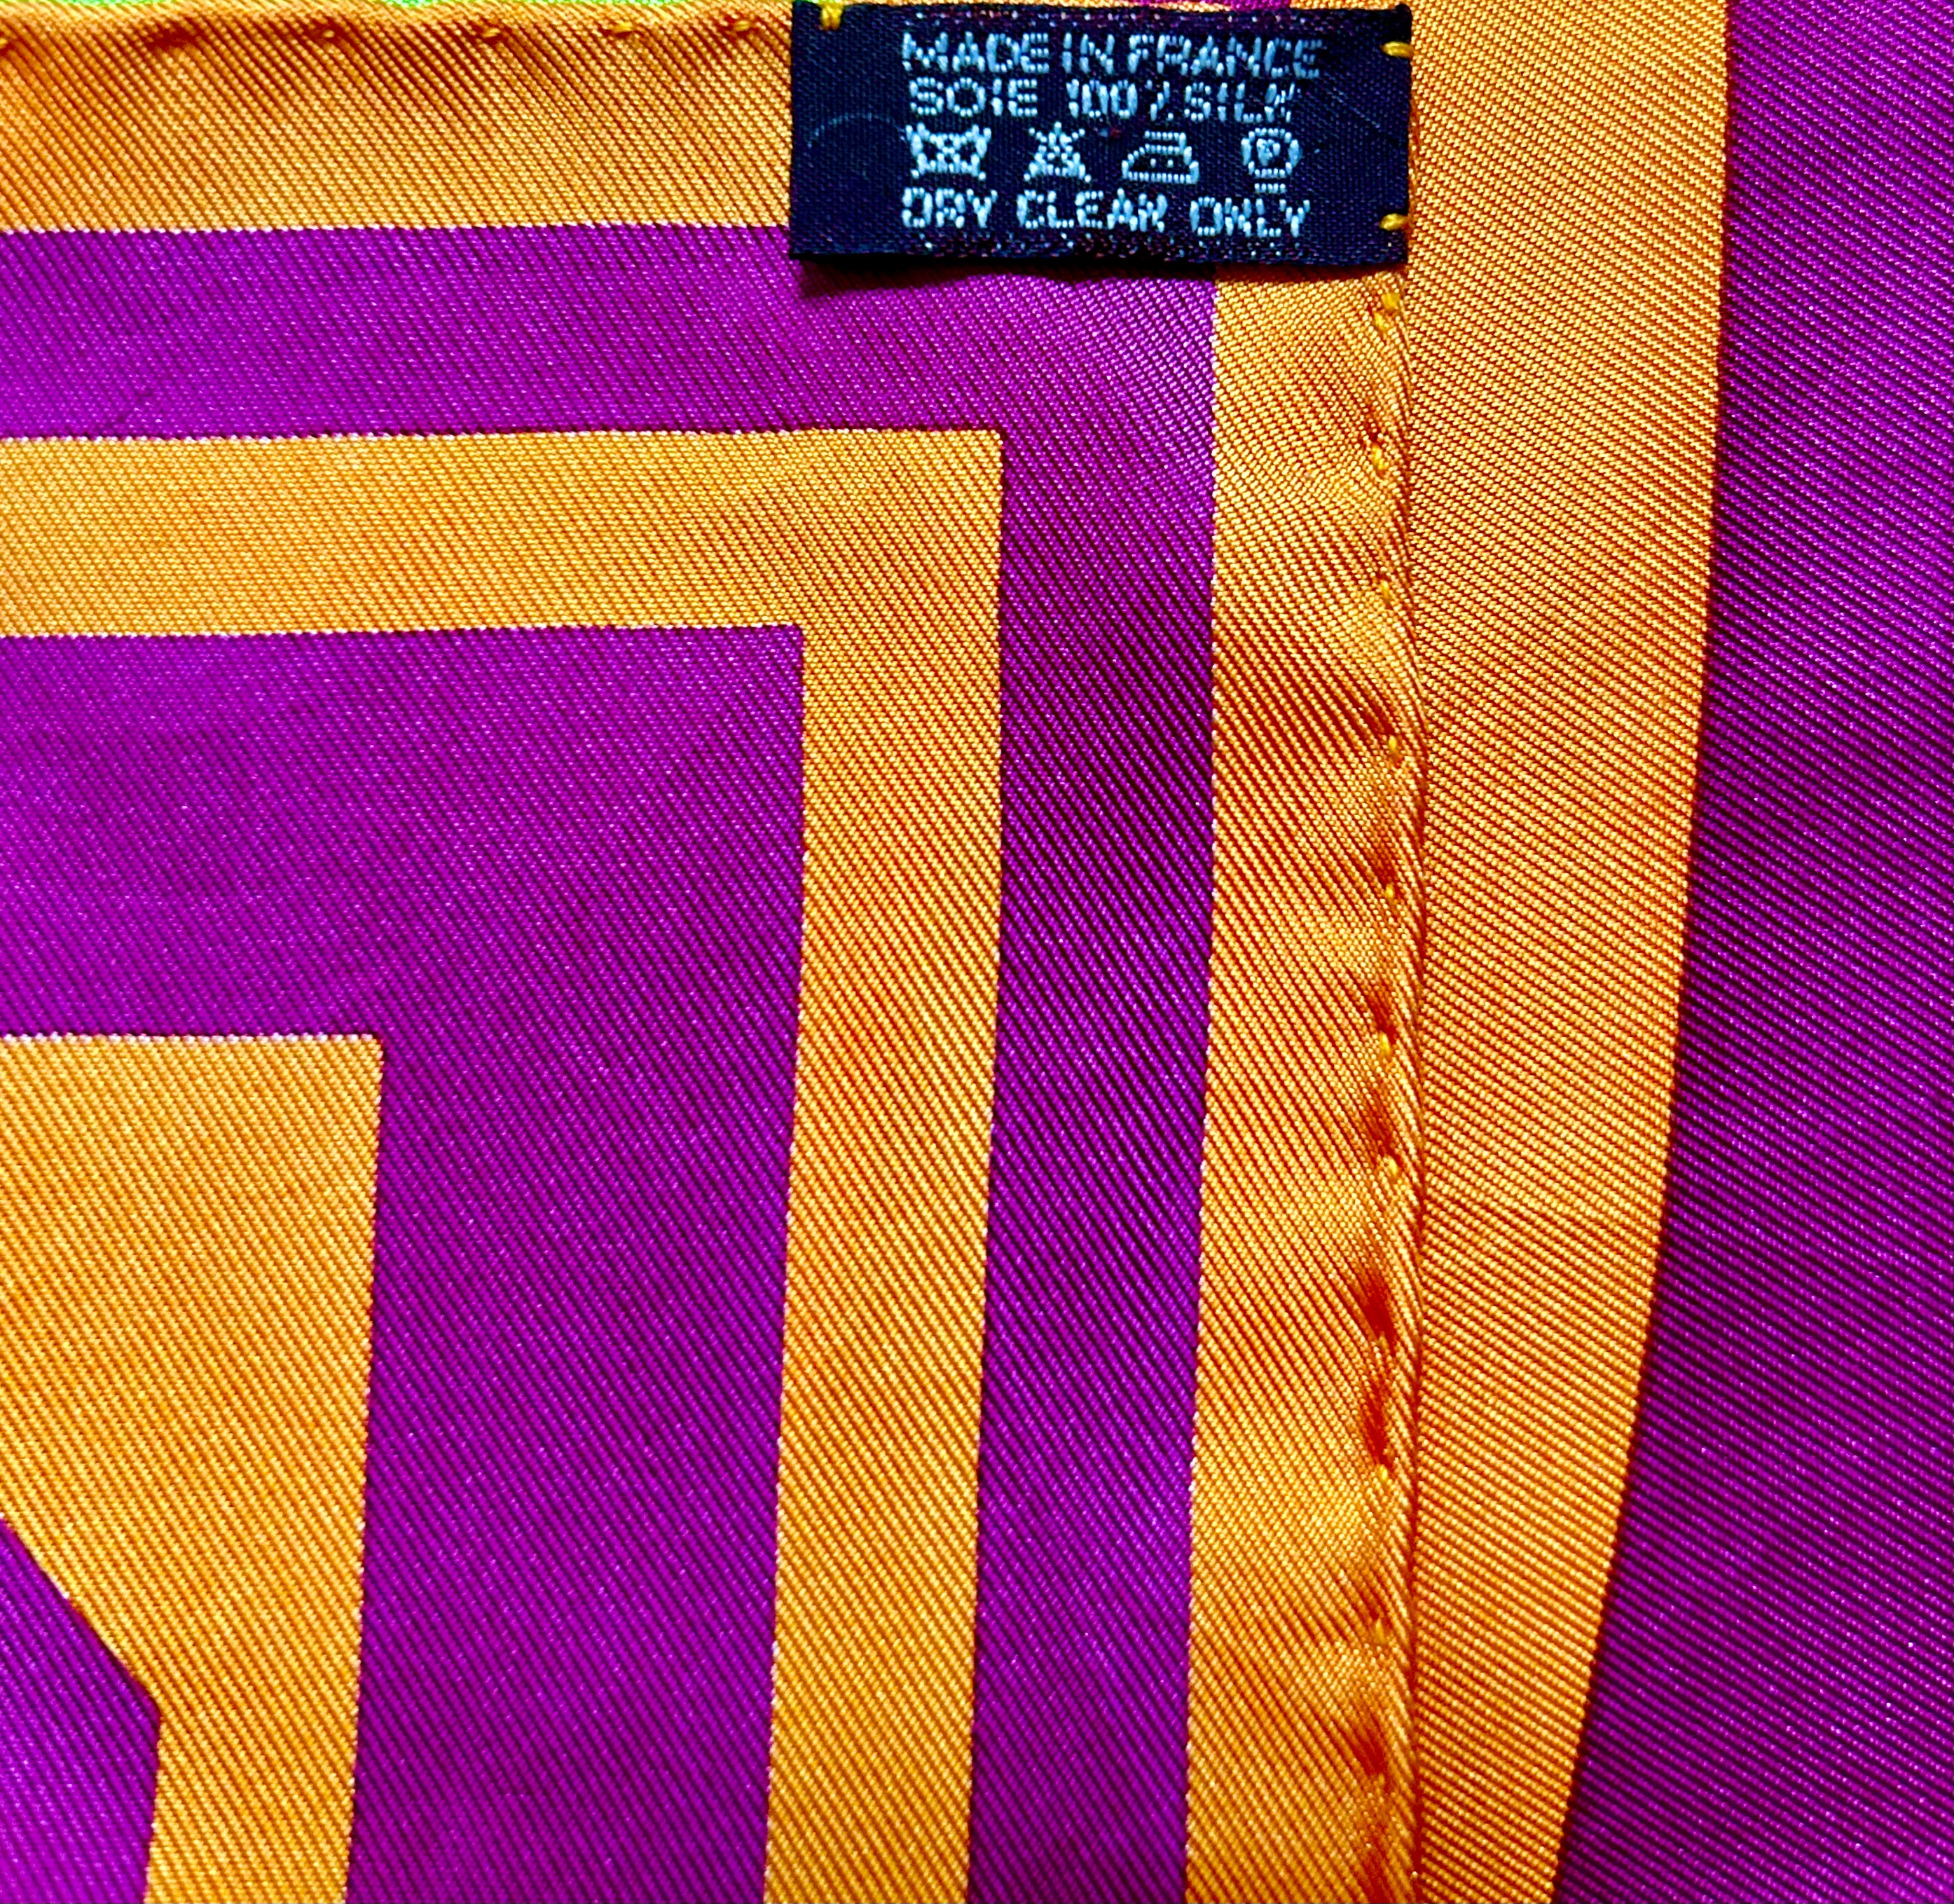 MADE IN FRANCE
SOIE 100% SILK
P
DRY CLEAN ONLY